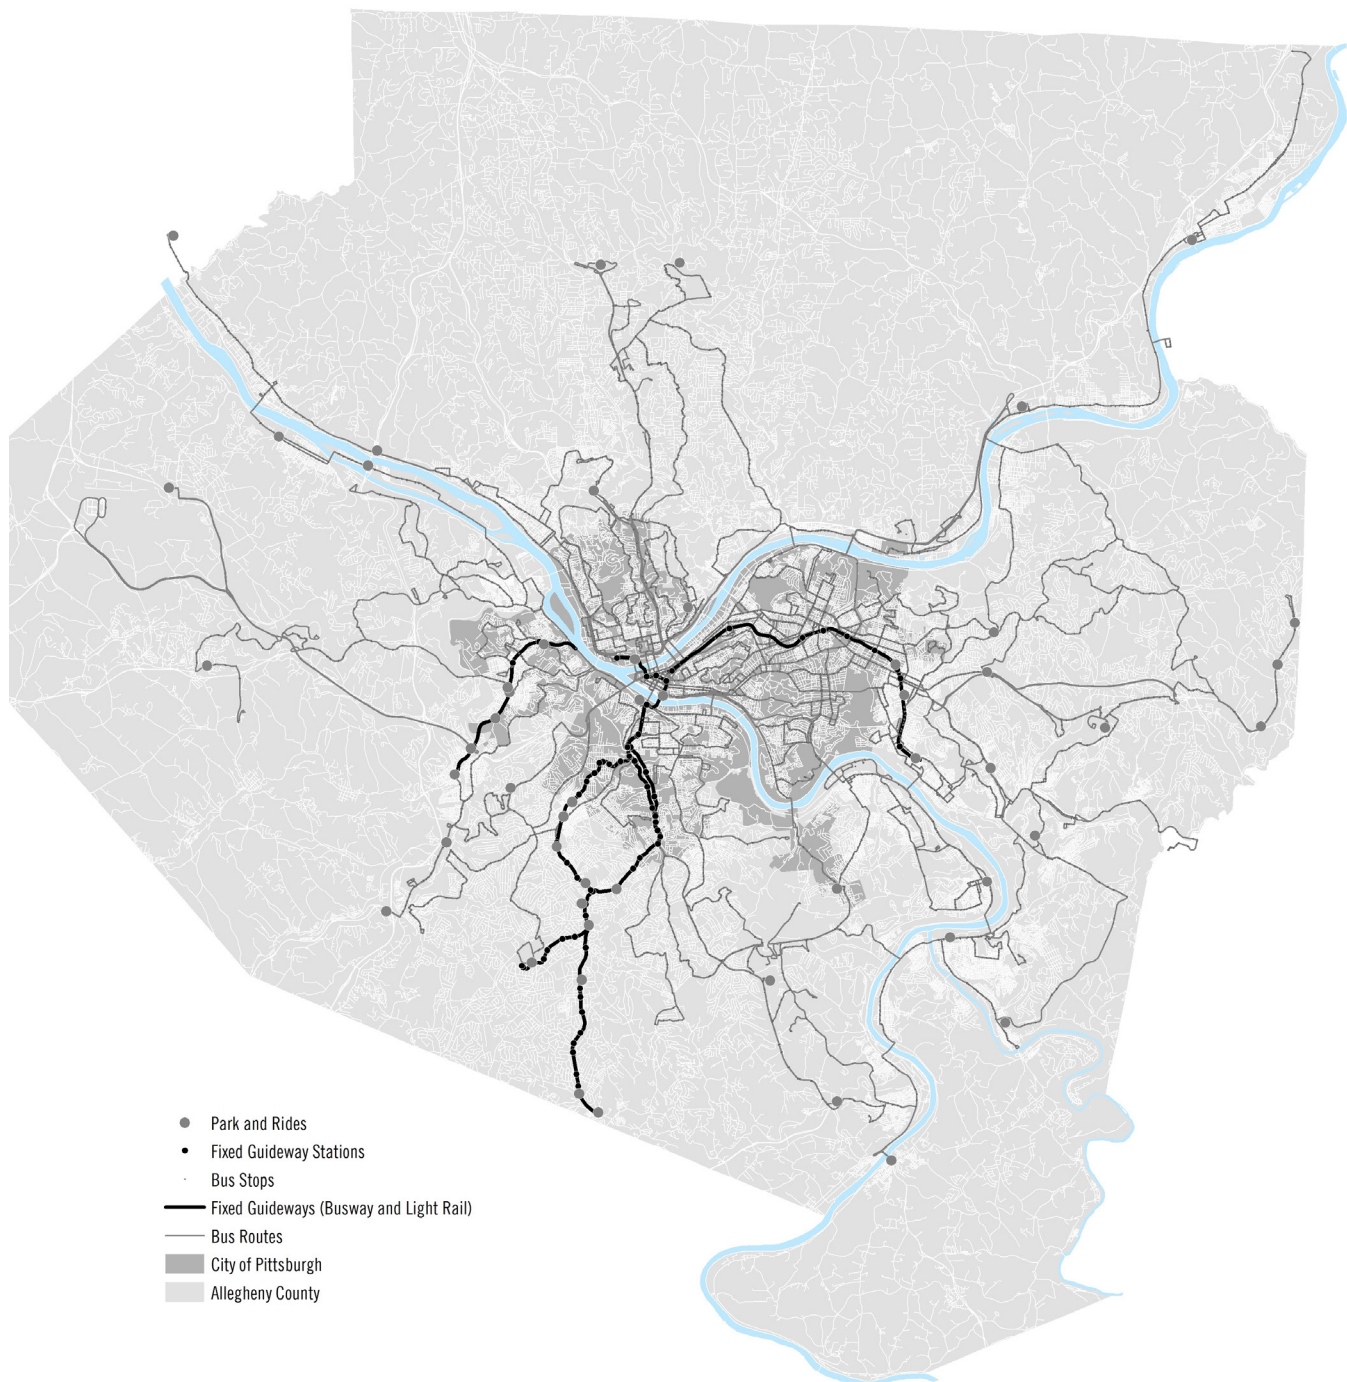 Park and Rides
Fixed Guideway Stations
Bus Stops
Fixed Guideways (Busway and Light Rail)
Bus Routes
City of Pittsburgh
Allegheny County